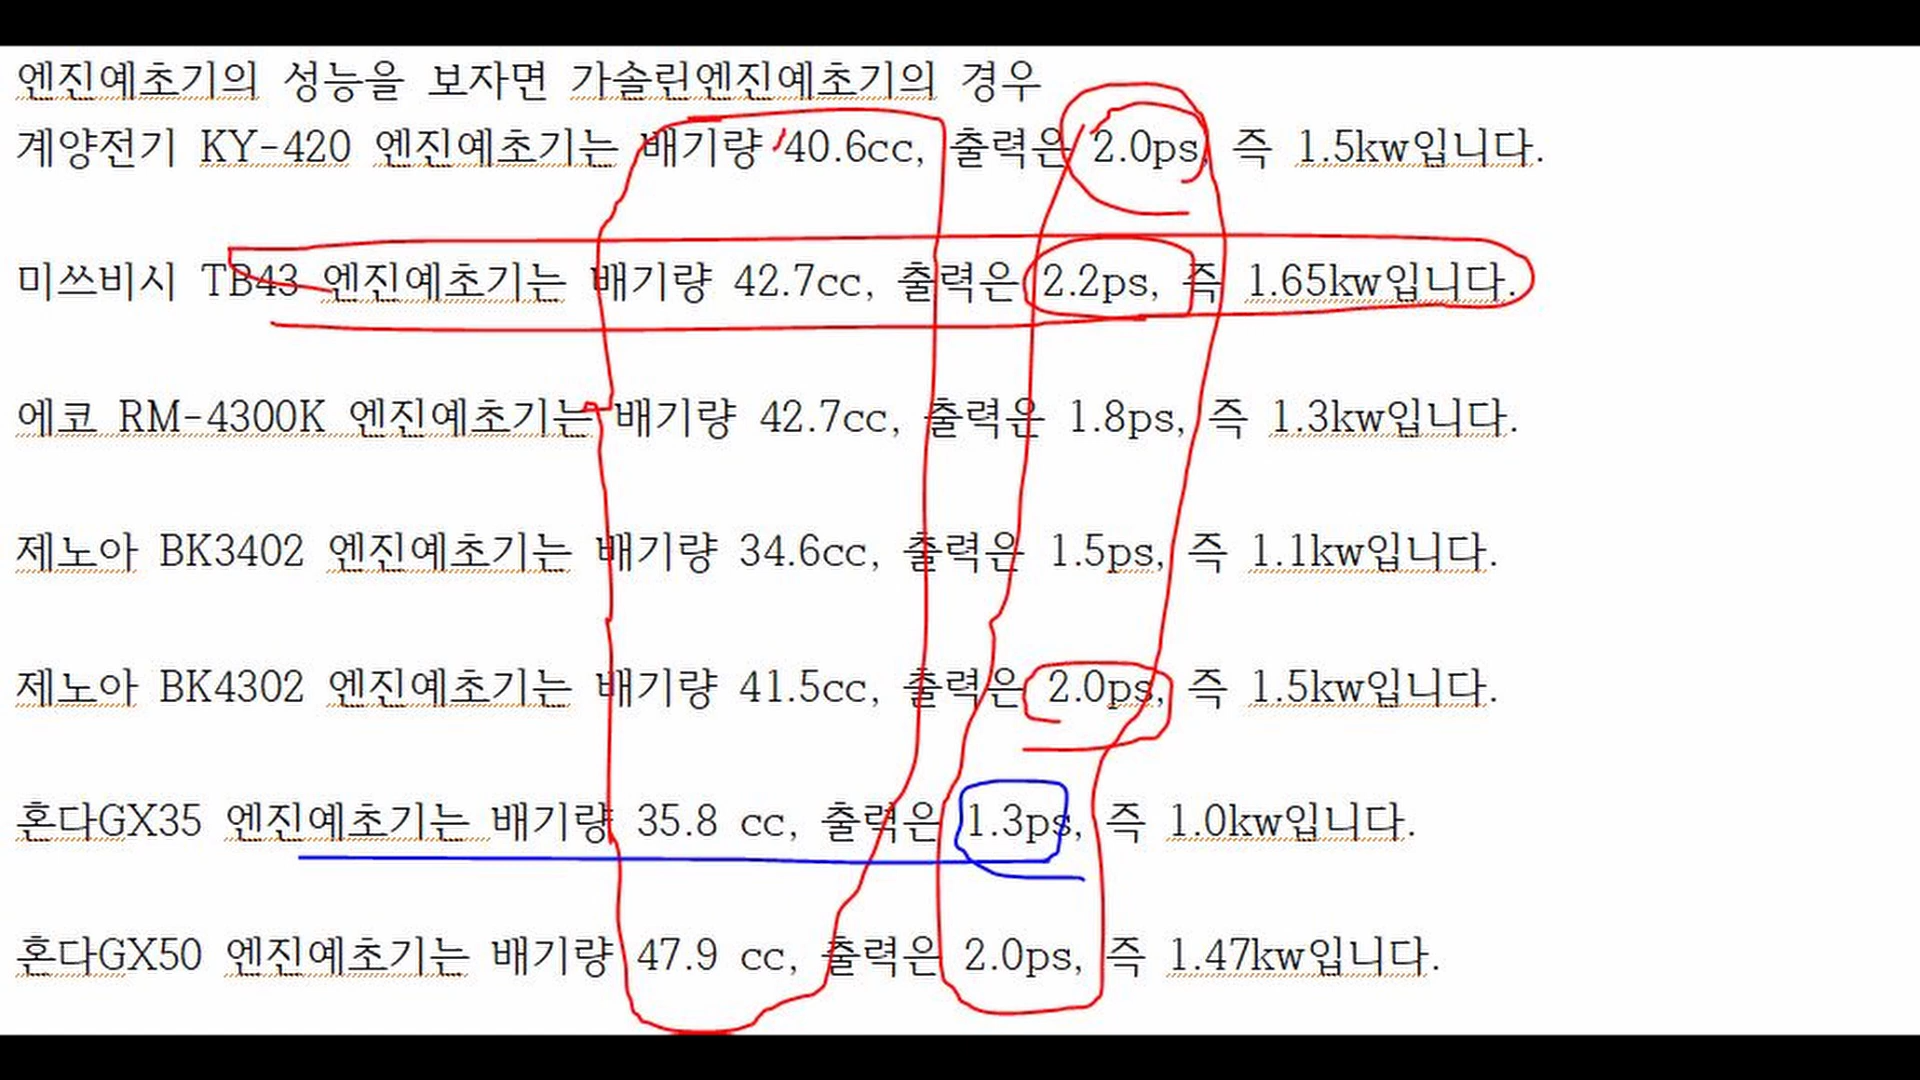 엔진예초기의 성능을 보자면 가솔린엔진예초기의 경우
계양전기 KY-420 엔진예초기는 배기량 40.6cc, 출력은 2.0ps, 즉 1.5kw입니다.
미쓰비시 TB43 엔진예초기는 배기량 42.7cc, 출력은 2.2ps, 즉 1.65kw입니다.
에코 RM-4300K 엔진예초기는 배기량 42.7cc, 출력은 1.8ps, 즉 1.3kw입니다.
제노아 BK3402 엔진예초기는 배기량 34.6cc, 출력은 1.5ps, 즉 1.1kw입니다.
제노아 BK4302 엔진예초기는 배기량 41.5cc, 출력은 2.0ps, 즉 1.5kw입니다.
혼다GX35 엔진예초기는 배기량 35.8 cc, 출력은 1.3ps, 즉 1.0kw입니다.
혼다GX50 엔진예초기는 배기량 47.9 cc, 출력은 2.0ps, 즉 1.47kw입니다.